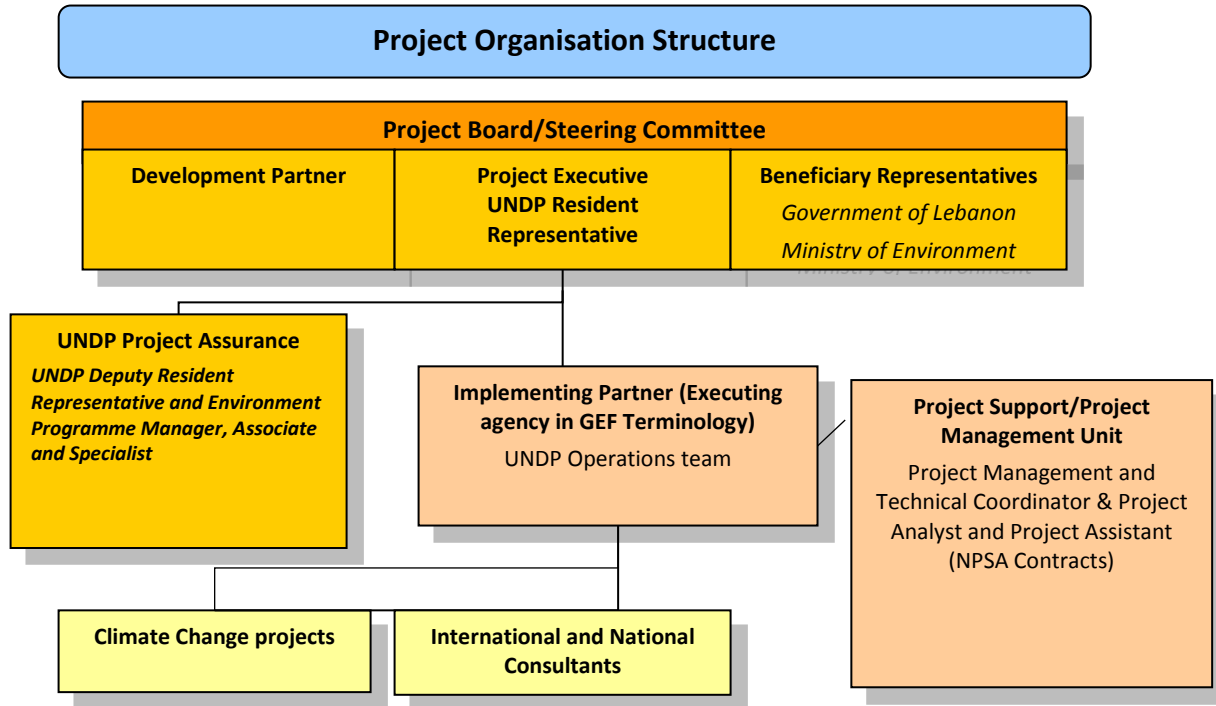 Project Organisation Structure
Project Board/Steering Committee
Development Partner
Project Executive
UNDP Resident
Representative
Beneficiary Representatives
Government of Lebanon
Ministry of Environment
UNDP Project Assurance
UNDP Deputy Resident
Representative and Environment
Programme Manager, Associate
and Specialist
Implementing Partner (Executing
agency in GEF Terminology)
UNDP Operations team
Project Support/Project
Management Unit
Project Management and
Technical Coordinator & Project
Analyst and Project Assistant
(NPSA Contracts)
Climate Change projects
International and National
Consultants